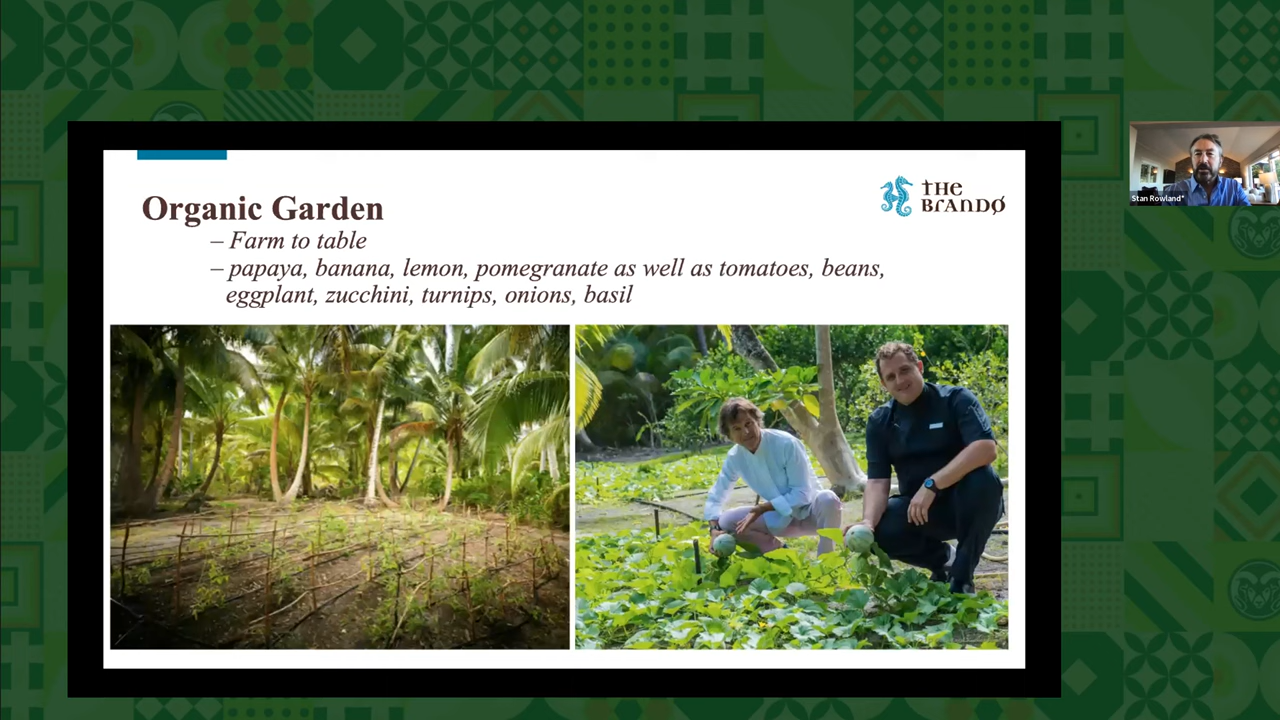 Organic Garden
THE
BRANDO
– Farm to table
– papaya, banana, lemon, pomegranate as well as tomatoes, beans,
eggplant, zucchini, turnips, onions, basil
Stan Rowland*